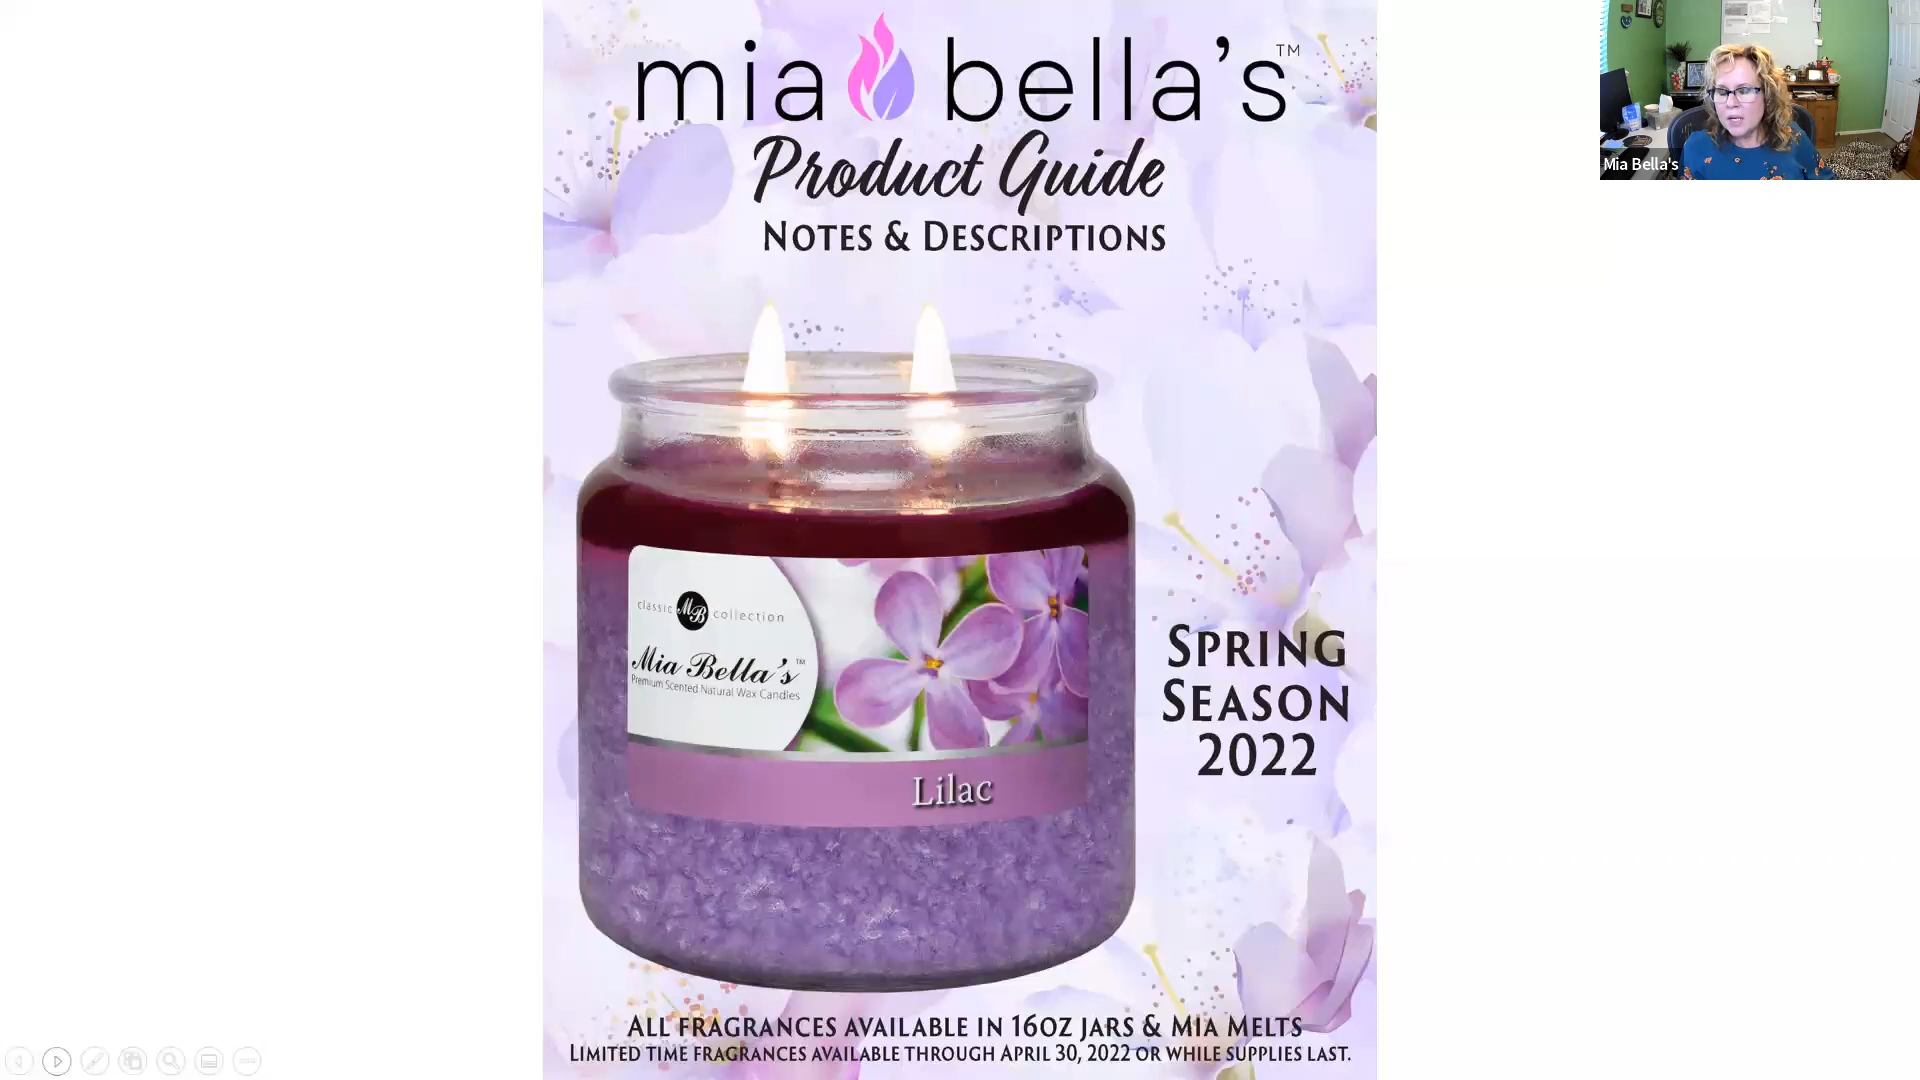 mia bella's™
Product Guide
NOTES & DESCRIPTIONS
classic MB collection
Mia Bella's™
Premium Scented Natural Wax Candles
Lilac
SPRING
SEASON
2022
ALL FRAGRANCES AVAILABLE IN 16OZ JARS & MIA MELTS
LIMITED TIME FRAGRANCES AVAILABLE THROUGH APRIL 30, 2022 OR WHILE SUPPLIES LAST.
Mia Bella's